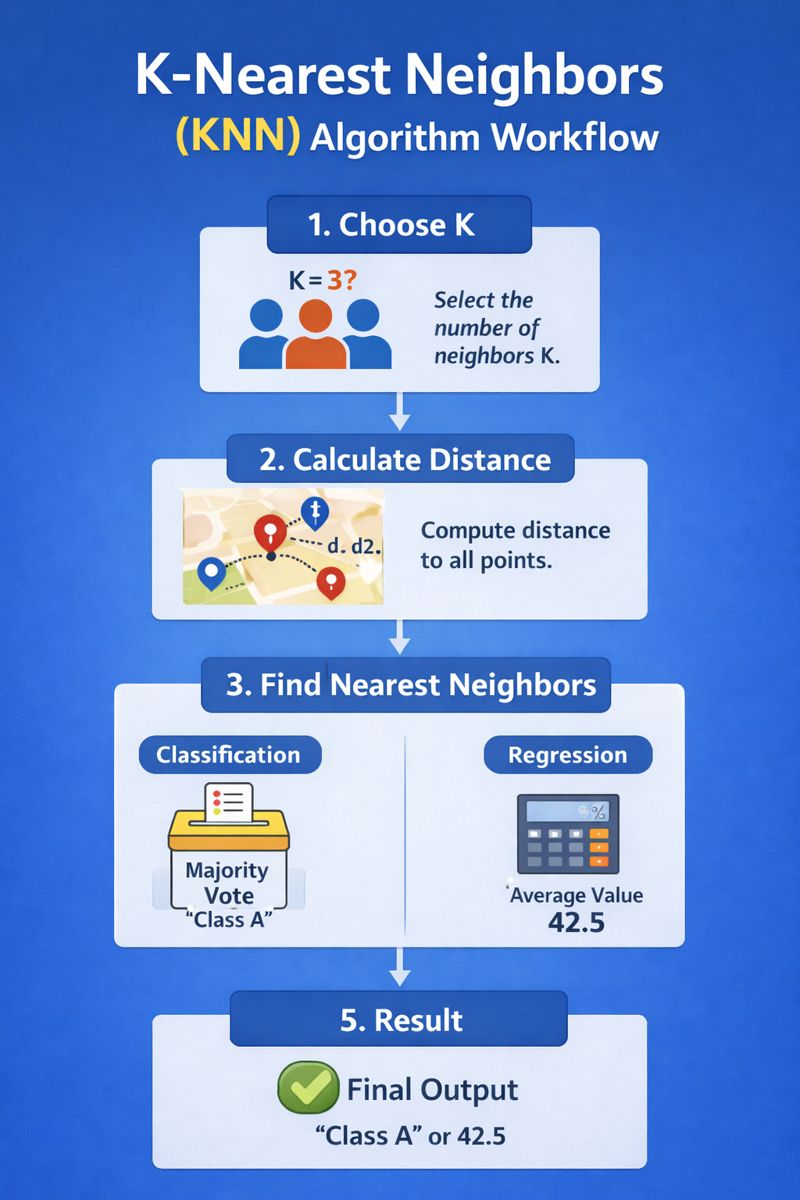 K-Nearest Neighbors
(KNN) Algorithm Workflow
1. Choose K
K = 3?
Select the
number of
neighbors K.
2. Calculate Distance
d. d2.
Compute distance
to all points.
3. Find Nearest Neighbors
Classification
Majority
Vote
“Class A”
Regression
%
Average Value
42.5
5. Result
Final Output
“Class A” or 42.5